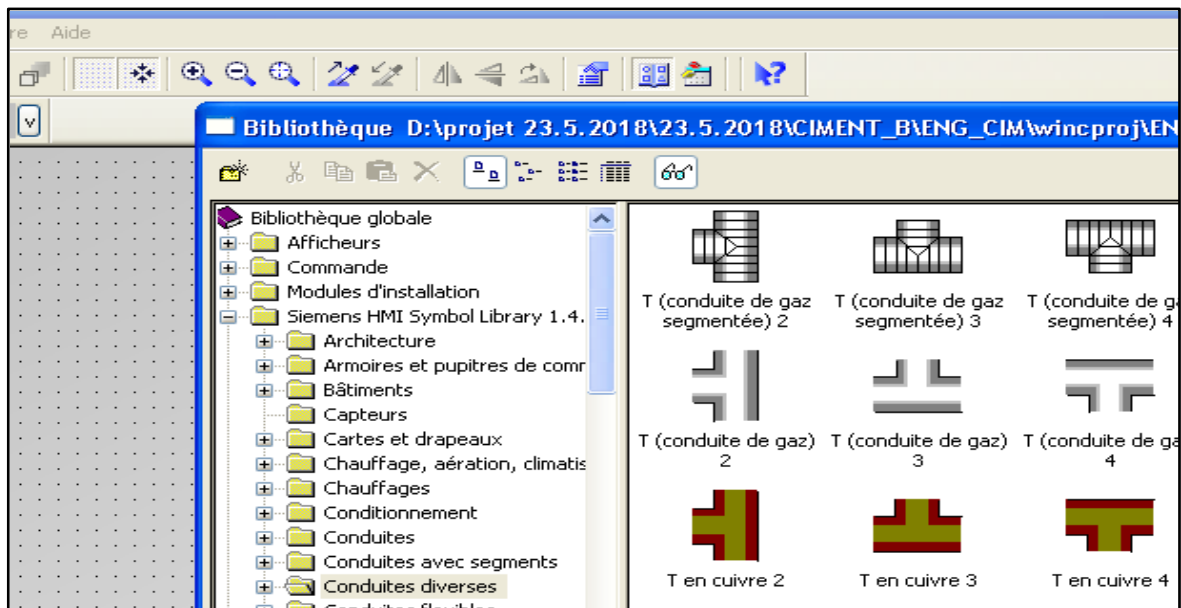 re Aide
Bibliothèque D:\projet 23.5.2018\23.5.2018\CIMENT_B\ENG_CIM\wincproj\EN
Bibliothèque globale
Afficheurs
Commande
Modules d'installation
Siemens HMI Symbol Library 1.4.
Architecture
Armoires et pupitres de comr
Bâtiments
Capteurs
Cartes et drapeaux
Chauffage, aération, climatis
Chauffages
Conditionnement
Conduites
Conduites avec segments
Conduites diverses
Conduites flexibles
T (conduite de gaz segmentée) 2
T (conduite de gaz segmentée) 3
T (conduite de ga segmentée) 4
T (conduite de gaz) 2
T (conduite de gaz) 3
T (conduite de ga 4
T en cuivre 2
T en cuivre 3
T en cuivre 4